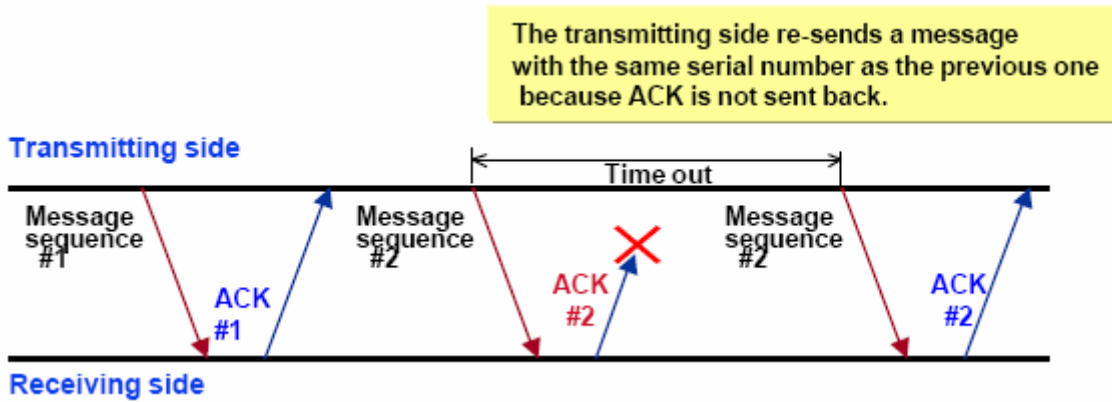 The transmitting side re-sends a message
with the same serial number as the previous one
because ACK is not sent back.
Transmitting side
Time out
Message
sequence
#1
ACK
#1
Message
sequence
#2
ACK
#2
Message
sequence
#2
ACK
#2
Receiving side